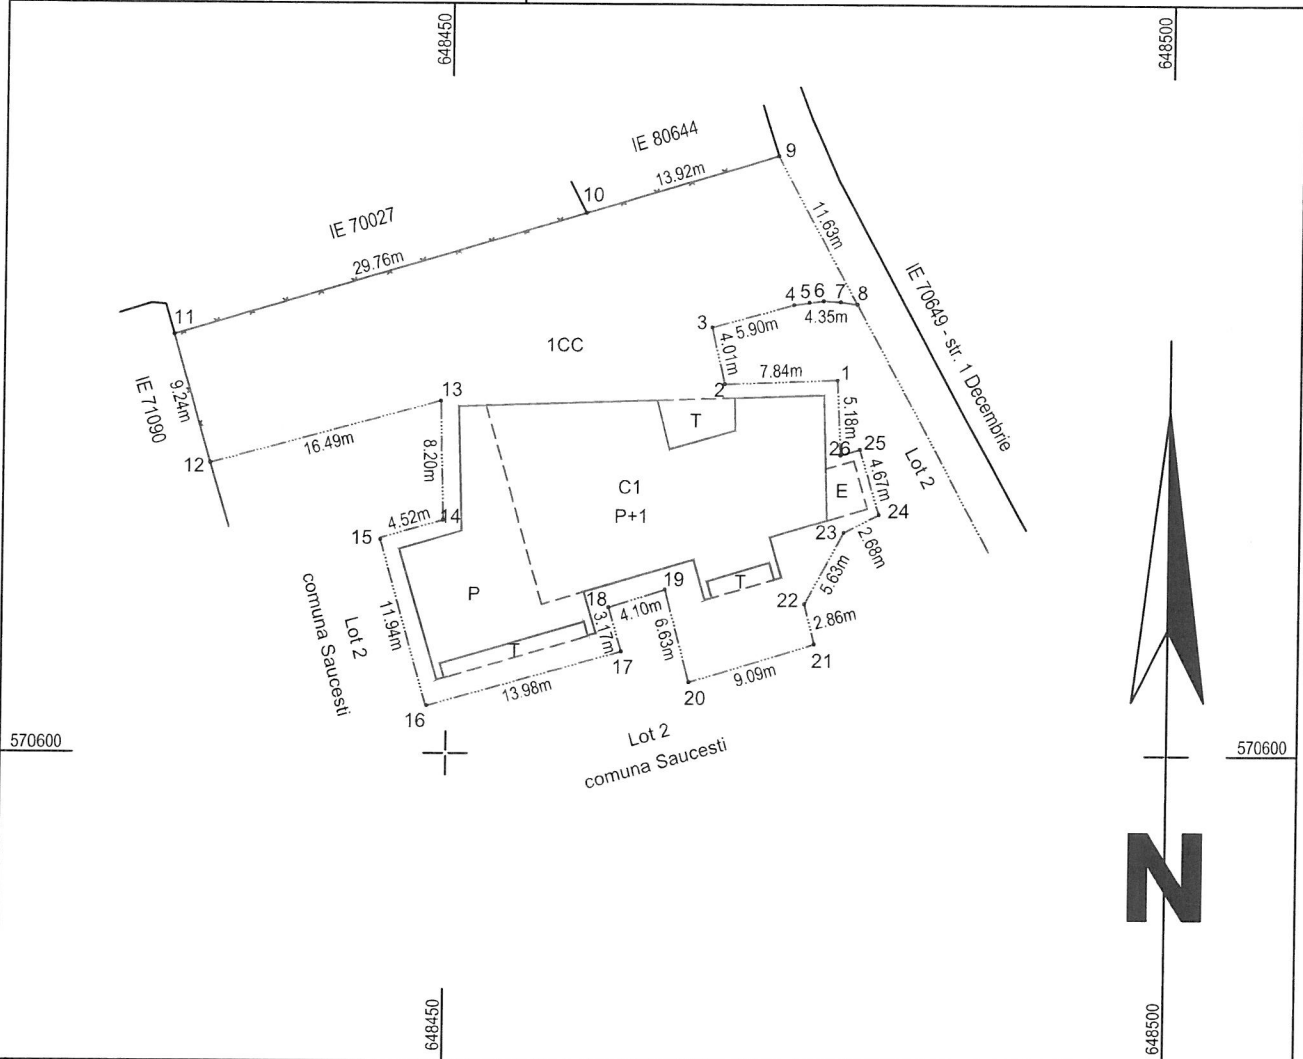 648450
648500
IE 80644
9
13.92m
10
IE 70027
11.63m
29.76m
4 5 6 7 8
4.35m
IE 70649 - str. 1 Decembrie
11
3
5.90m
1CC
4.01m
7.84m
1
2
IE 71090
9.24m
13
T
5.18m
16.49m
8.20m
26
25
12
4.67m
Lot 2
C1
E
P+1
4.52m
14
15
24
23
2.68m
T
19
5.63m
P
18
4.10m
22
3.17m
6.63m
2.86m
11.94m
Lot 2
comuna Saucesti
T
17
21
9.09m
13.98m
20
16
Lot 2
comuna Saucesti
570600
570600
N
648450
648500